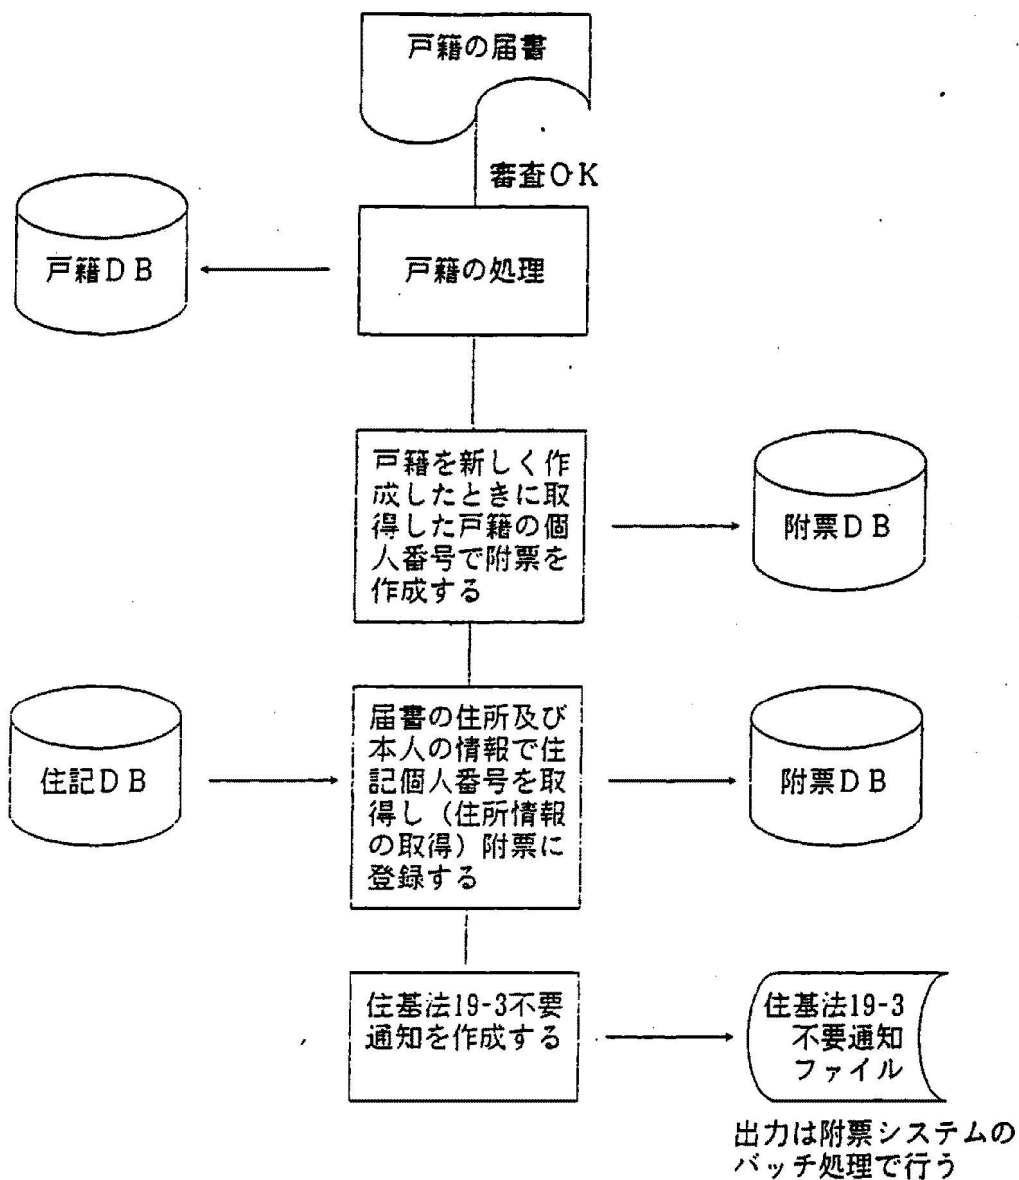 戸籍の届書
審査OK
戸籍DB
戸籍の処理
戸籍を新しく作
成したときに取
得した戸籍の個
人番号で附票を
作成する
附票DB
住記DB
届書の住所及び
本人の情報で住
記個人番号を取
得し（住所情報
の取得）附票に
登録する
附票DB
住基法19-3不要
通知を作成する
住基法19-3
不要通知
ファイル
出力は附票システムの
バッチ処理で行う